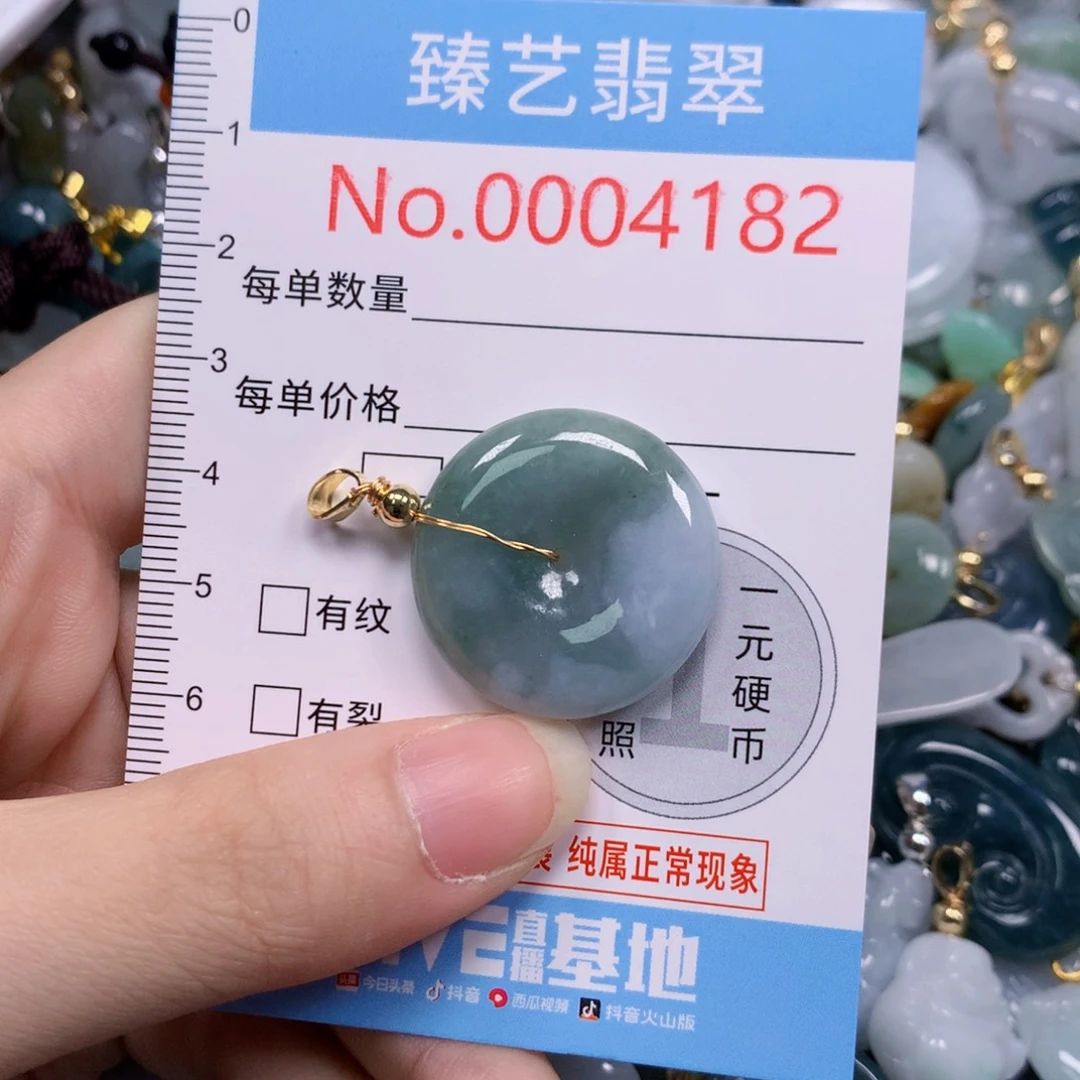 臻艺翡翠
No.0004182
每单数量
每单价格
有纹
有裂
一元硬币
照
纯属正常现象
直播基地
今日头条 抖音 西瓜视频 抖音火山版
0
1
2
3
4
5
6